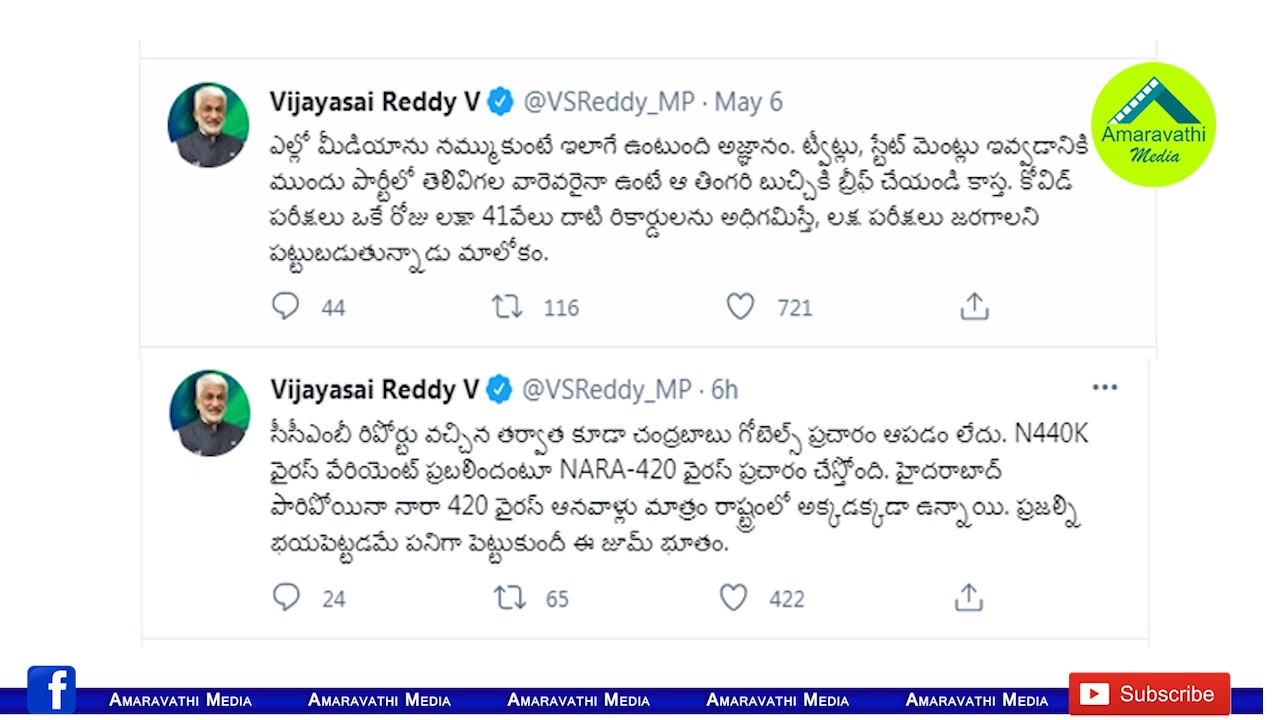 Vijayasai Reddy V @VSReddy_MP · May 6
ఎల్లో మీడియాను నమ్ముకుంటే ఇలాగే ఉంటుంది అజ్ఞానం. ట్వీట్లు, స్టేట్ మెంట్లు ఇవ్వడానికి
ముందు పార్టీలో తెలివిగల వారెవరైనా ఉంటే ఆ తింగరి బుచ్చికి బ్రీఫ్ చేయండి కాస్త. కోవిడ్
పరీక్షలు ఒకే రోజు లక్షా 41వేలు దాటి రికార్డులను అధిగమిస్తే, లక్ష పరీక్షలు జరగాలని
పట్టుబడుతున్నాడు మాలోకం.
44 116 721
Amaravathi
Media
Vijayasai Reddy V @VSReddy_MP · 6h
సీసీఎంబీ రిపోర్టు వచ్చిన తర్వాత కూడా చంద్రబాబు గోబెల్స్ ప్రచారం ఆపడం లేదు. N440K
వైరస్ వేరియెంట్ ప్రబలిందంటూ NARA-420 వైరస్ ప్రచారం చేస్తోంది. హైదరాబాద్
పారిపోయినా నారా 420 వైరస్ ఆనవాళ్లు మాత్రం రాష్ట్రంలో అక్కడక్కడా ఉన్నాయి. ప్రజల్ని
భయపెట్టడమే పనిగా పెట్టుకుందీ ఈ జూమ్ భూతం.
24 65 422
f Amaravathi Media Amaravathi Media Amaravathi Media Amaravathi Media Amaravathi Media Subscribe